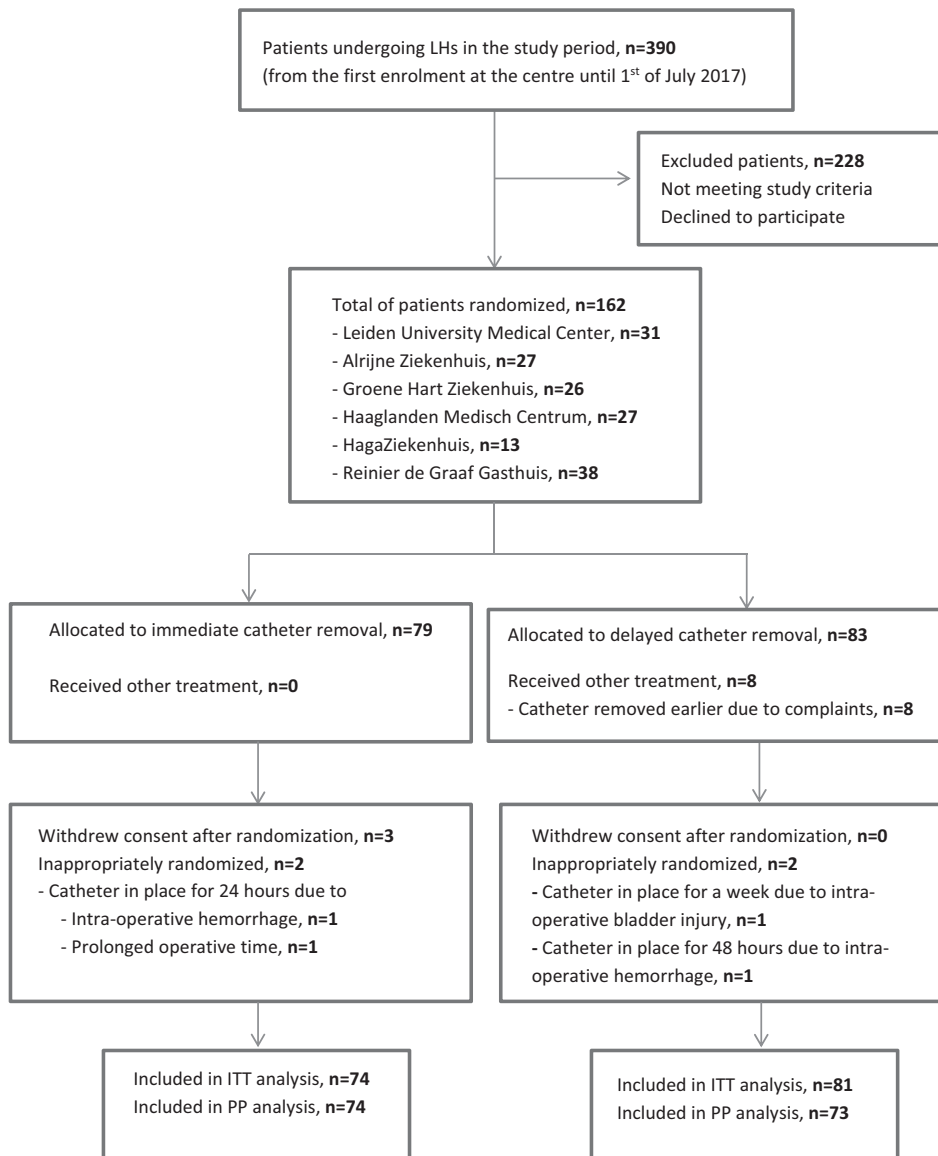 Patients undergoing LHs in the study period, n=390
(from the first enrolment at the centre until 1st of July 2017)
Excluded patients, n=228
Not meeting study criteria
Declined to participate
Total of patients randomized, n=162
- Leiden University Medical Center, n=31
- Alrijne Ziekenhuis, n=27
- Groene Hart Ziekenhuis, n=26
- Haaglanden Medisch Centrum, n=27
- HagaZiekenhuis, n=13
- Reinier de Graaf Gasthuis, n=38
Allocated to immediate catheter removal, n=79
Received other treatment, n=0
Allocated to delayed catheter removal, n=83
Received other treatment, n=8
- Catheter removed earlier due to complaints, n=8
Withdrew consent after randomization, n=3
Inappropriately randomized, n=2
- Catheter in place for 24 hours due to
- Intra-operative hemorrhage, n=1
- Prolonged operative time, n=1
Withdrew consent after randomization, n=0
Inappropriately randomized, n=2
- Catheter in place for a week due to intra-
operative bladder injury, n=1
- Catheter in place for 48 hours due to intra-
operative hemorrhage, n=1
Included in ITT analysis, n=74
Included in PP analysis, n=74
Included in ITT analysis, n=81
Included in PP analysis, n=73